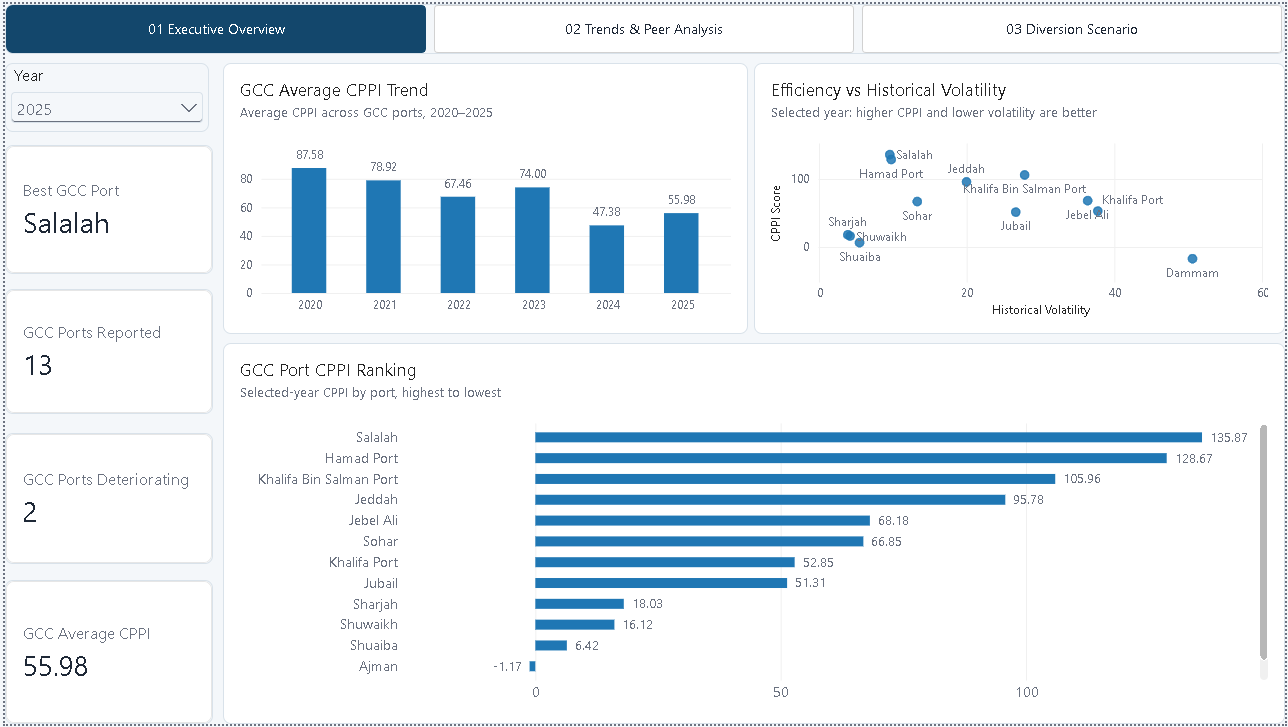 01 Executive Overview
02 Trends & Peer Analysis
03 Diversion Scenario
Year
2025
Best GCC Port
Salalah
GCC Ports Reported
13
GCC Ports Deteriorating
2
GCC Average CPPI
55.98
GCC Average CPPI Trend
Average CPPI across GCC ports, 2020–2025
80
60
40
20
0
87.58
78.92
67.46
74.00
47.38
55.98
2020
2021
2022
2023
2024
2025
Efficiency vs Historical Volatility
Selected year: higher CPPI and lower volatility are better
CPPI Score
100
0
Salalah
Hamad Port
Jeddah
Khalifa Bin Salman Port
Khalifa Port
Jebel Ali
Sohar
Jubail
Sharjah
Shuwaikh
Shuaiba
Dammam
0
20
40
60
Historical Volatility
GCC Port CPPI Ranking
Selected-year CPPI by port, highest to lowest
Salalah 135.87
Hamad Port 128.67
Khalifa Bin Salman Port 105.96
Jeddah 95.78
Jebel Ali 68.18
Sohar 66.85
Khalifa Port 52.85
Jubail 51.31
Sharjah 18.03
Shuwaikh 16.12
Shuaiba 6.42
Ajman -1.17
0
50
100